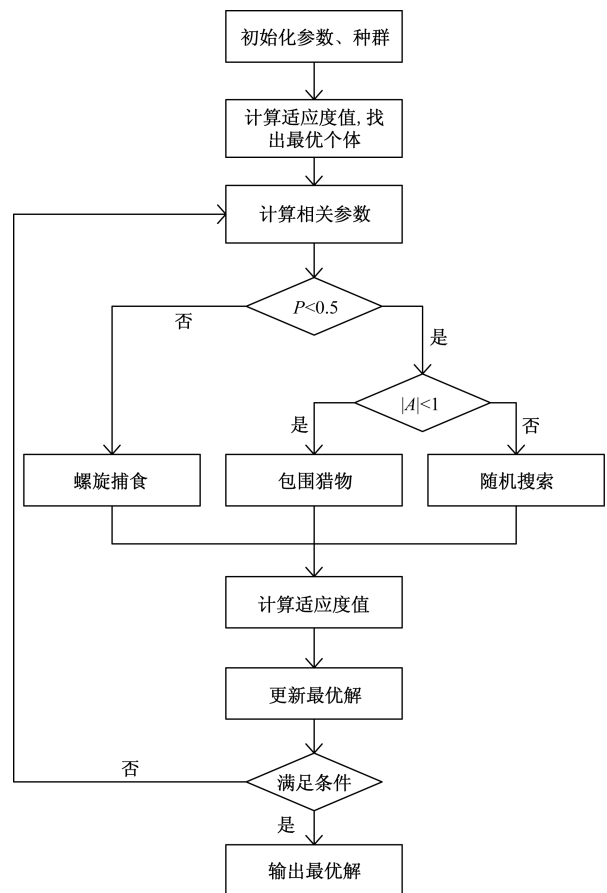 初始化参数、种群
计算适应度值, 找
出最优个体
计算相关参数
P<0.5
否
是
|A|<1
是
否
螺旋捕食
包围猎物
随机搜索
计算适应度值
更新最优解
否
满足条件
是
输出最优解